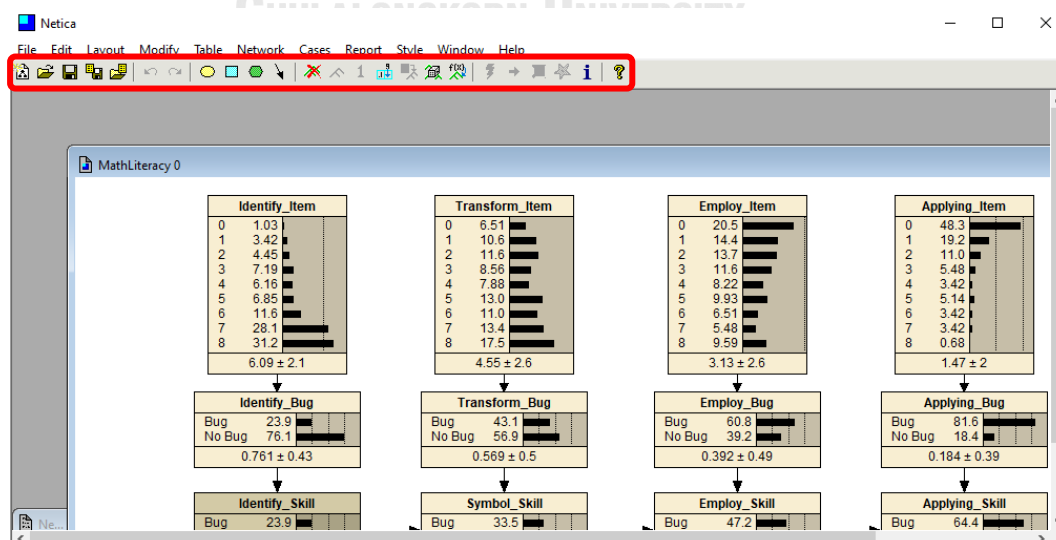 CHULALONGKORN UNIVERSITY
Netica
File Edit Layout Modify Table Network Cases Report Style Window Help
MathLiteracy 0
Identify_Item
0 1.03
1 3.42
2 4.45
3 7.19
4 6.16
5 6.85
6 11.6
7 28.1
8 31.2
6.09 ± 2.1
Transform_Item
0 6.51
1 10.6
2 11.6
3 8.56
4 7.88
5 13.0
6 11.0
7 13.4
8 17.5
4.55 ± 2.6
Employ_Item
0 20.5
1 14.4
2 13.7
3 11.6
4 8.22
5 9.93
6 6.51
7 5.48
8 9.59
3.13 ± 2.6
Applying_Item
0 48.3
1 19.2
2 11.0
3 5.48
4 3.42
5 5.14
6 3.42
7 3.42
8 0.68
1.47 ± 2
Identify_Bug
Bug 23.9
No Bug 76.1
0.761 ± 0.43
Transform_Bug
Bug 43.1
No Bug 56.9
0.569 ± 0.5
Employ_Bug
Bug 60.8
No Bug 39.2
0.392 ± 0.49
Applying_Bug
Bug 81.6
No Bug 18.4
0.184 ± 0.39
Identify_Skill
Bug 23.9
Symbol_Skill
Bug 33.5
Employ_Skill
Bug 47.2
Applying_Skill
Bug 64.4
Ne...